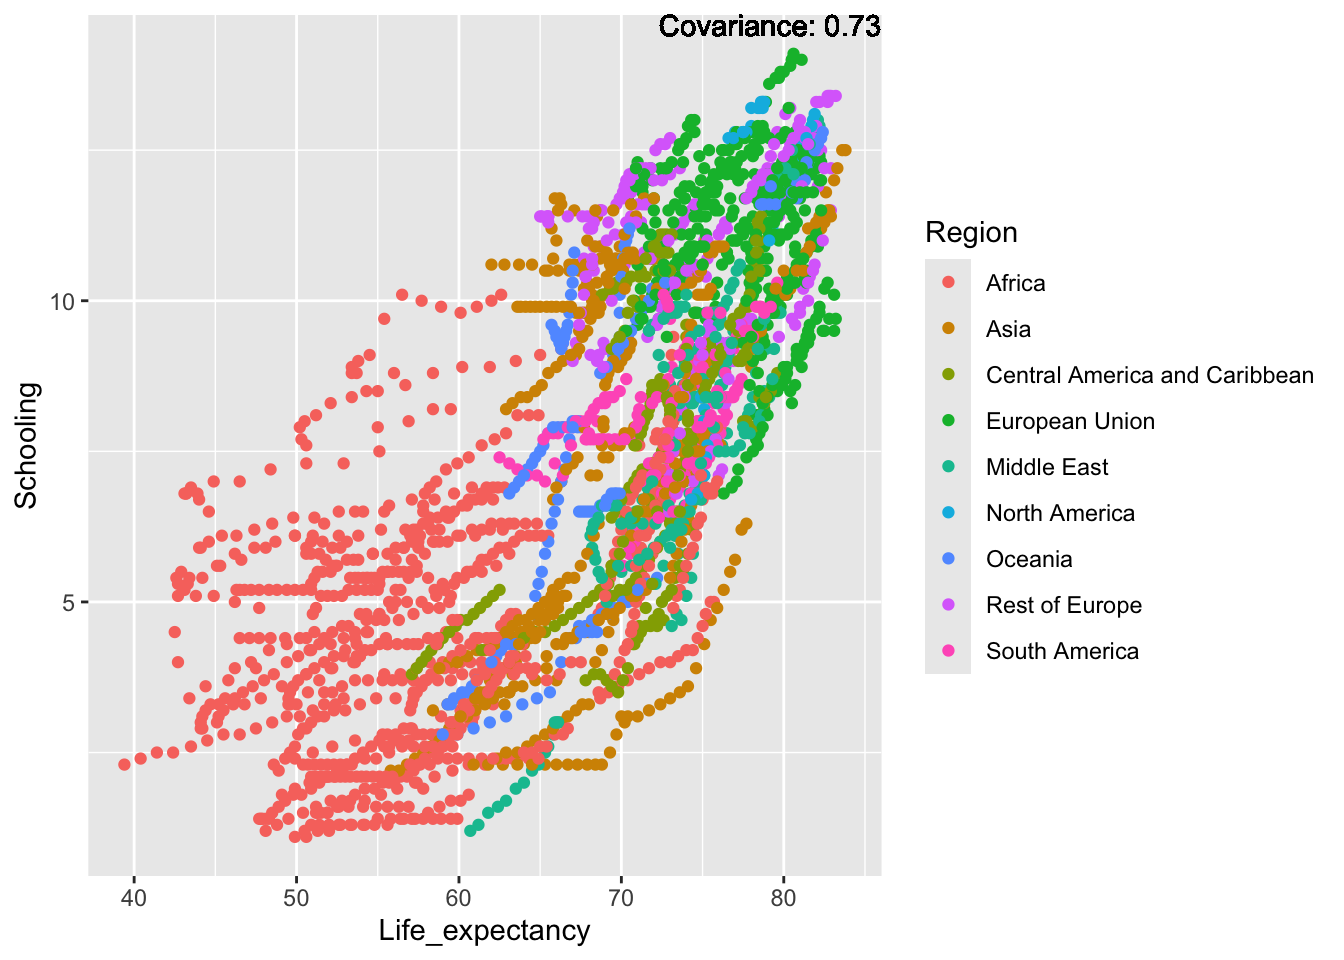 Covariance: 0.73
Schooling
10
5
40 50 60 70 80
Life_expectancy
Region
Africa
Asia
Central America and Caribbean
European Union
Middle East
North America
Oceania
Rest of Europe
South America